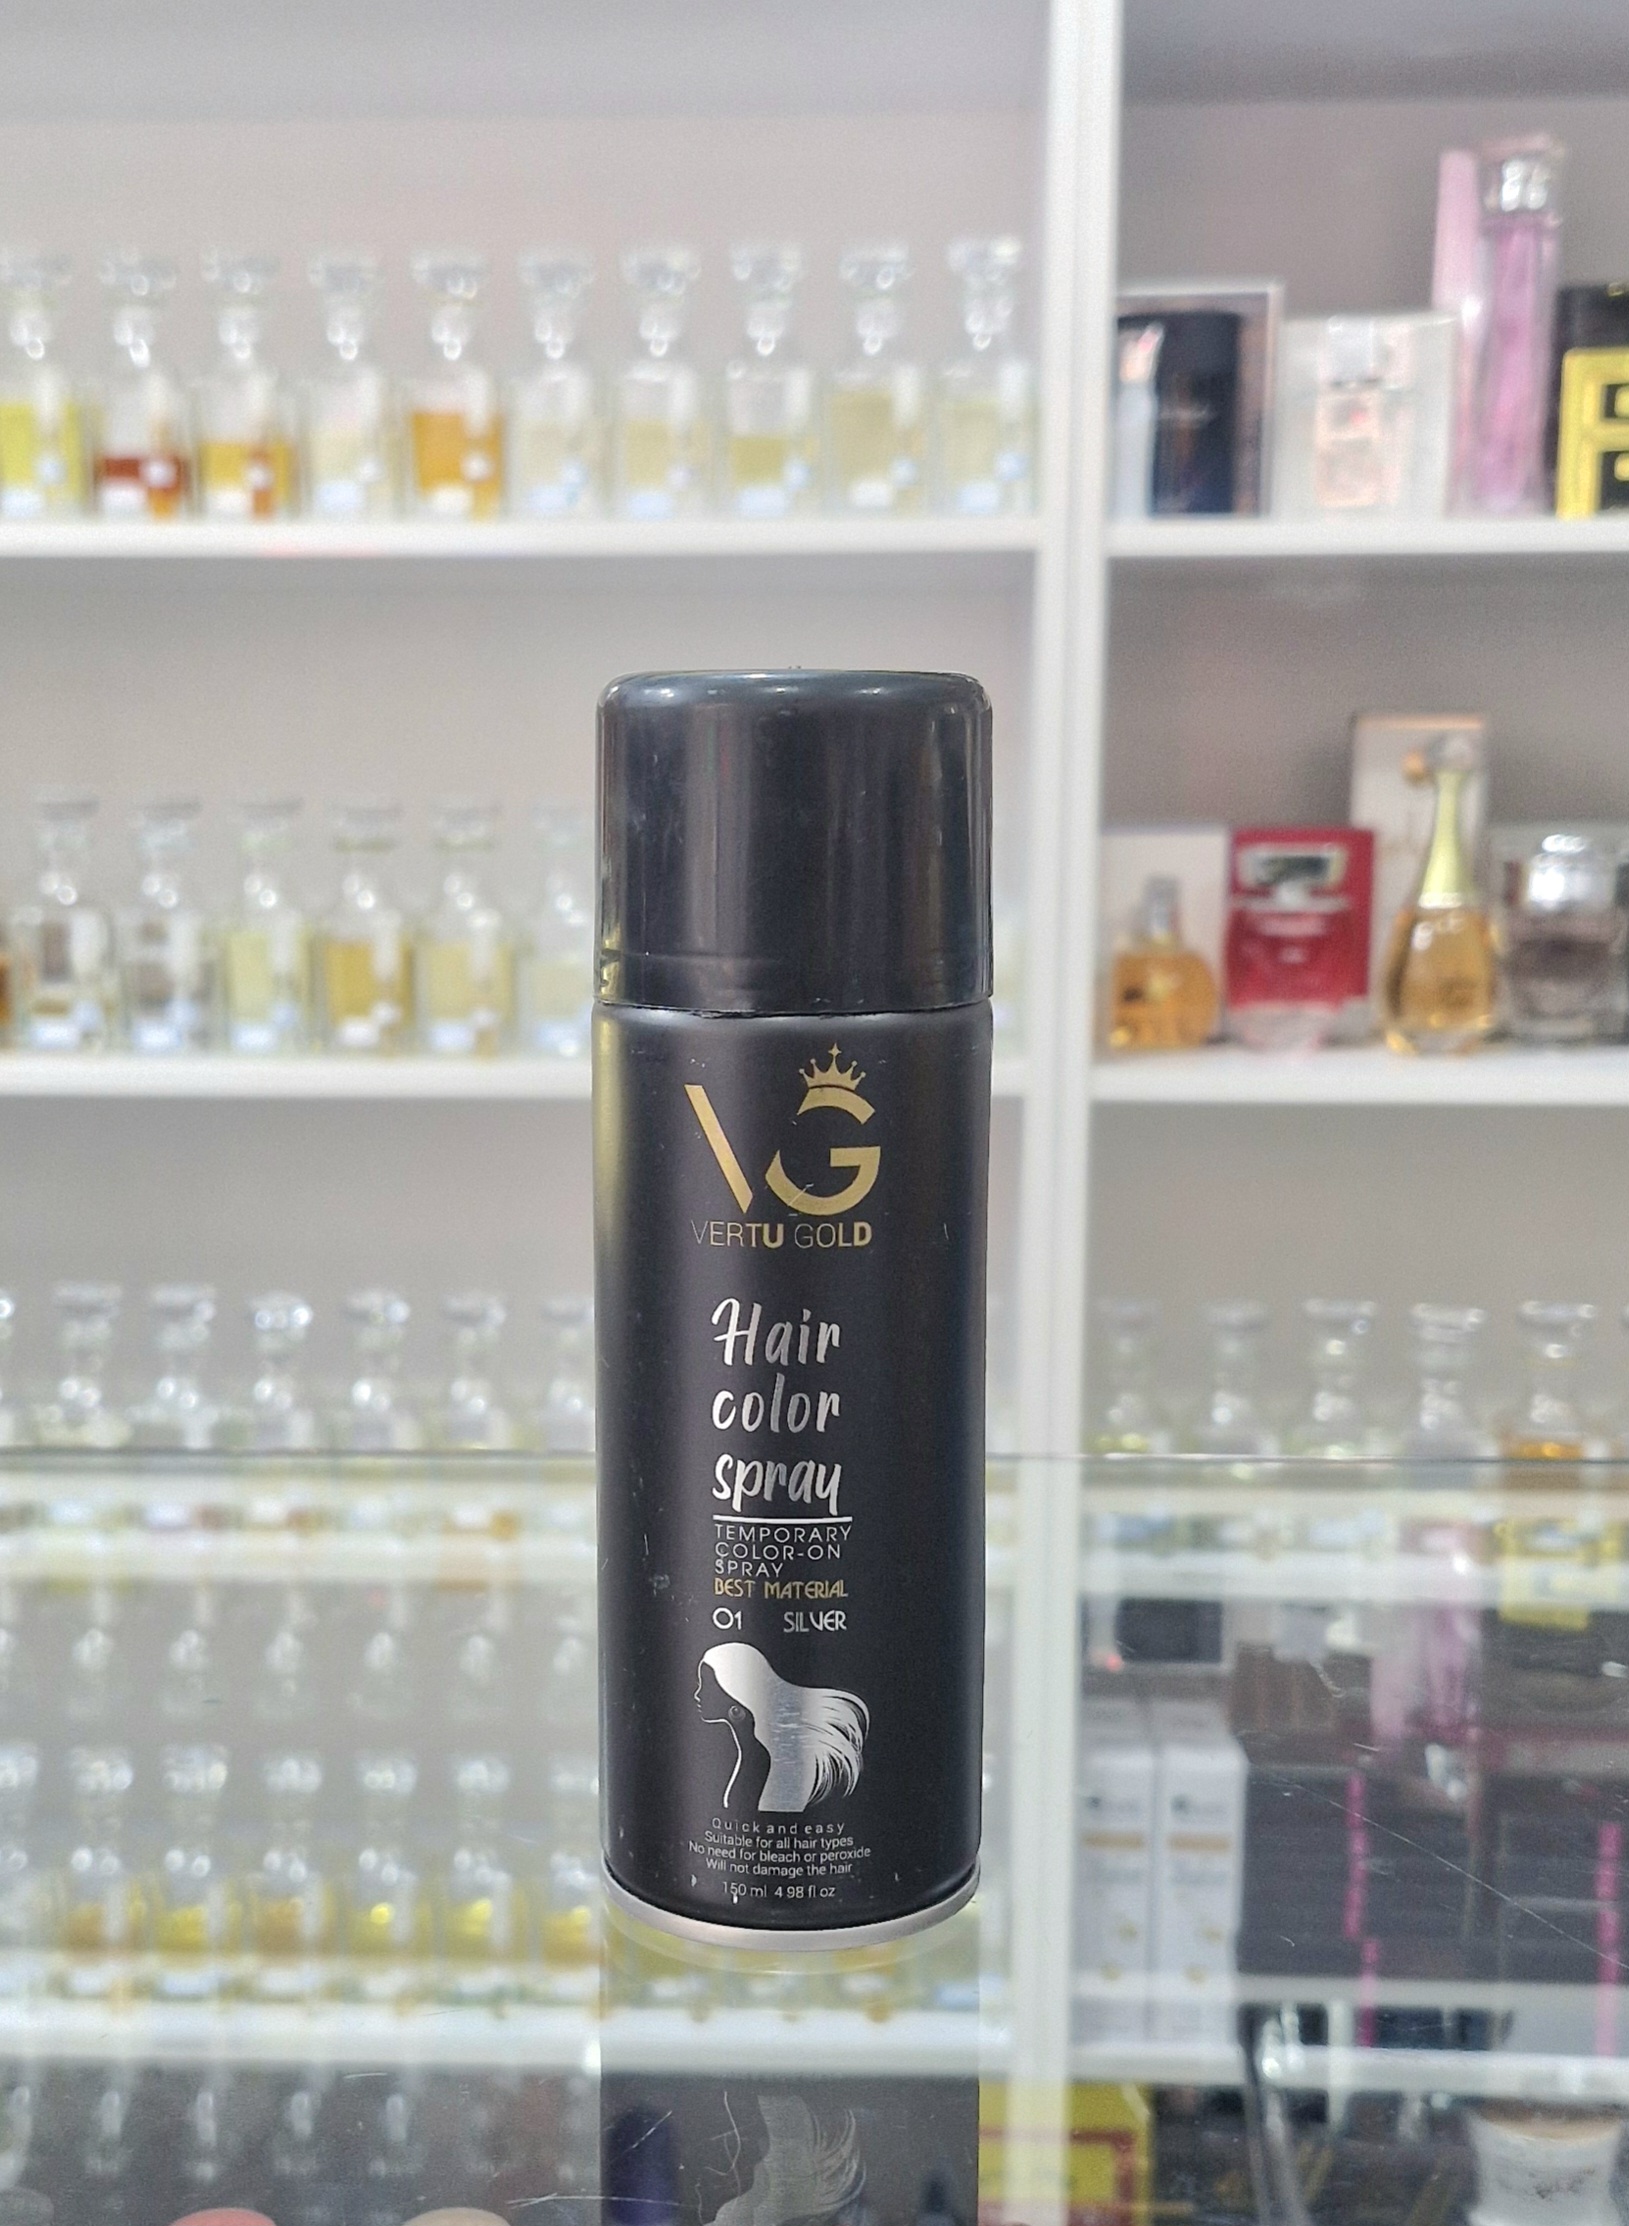 VG
VERTU GOLD
Hair
color
spray
TEMPORARY
COLOR-ON
SPRAY
BEST MATERIAL
01 SILVER
Quick and easy
Suitable for all hair types
No need for bleach or peroxide
Will not damage the hair
150 ml 4 98 fl oz